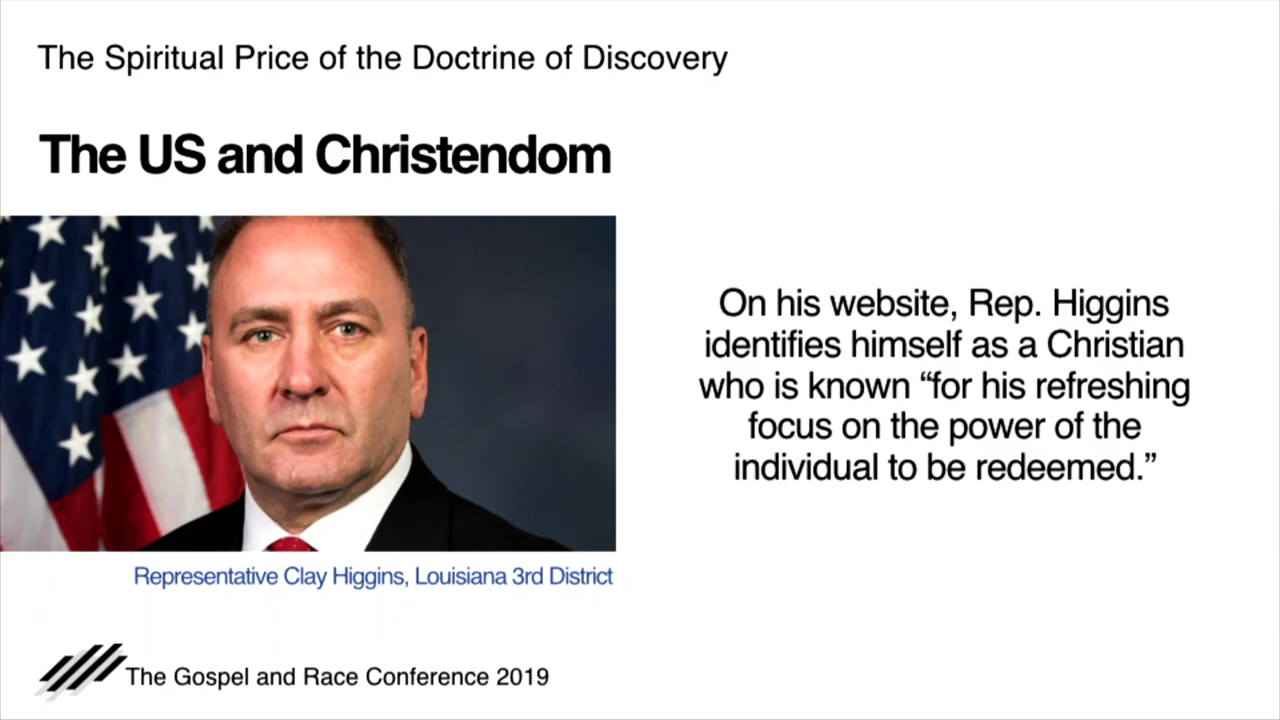 The Spiritual Price of the Doctrine of Discovery
The US and Christendom
On his website, Rep. Higgins
identifies himself as a Christian
who is known “for his refreshing
focus on the power of the
individual to be redeemed.”
Representative Clay Higgins, Louisiana 3rd District
The Gospel and Race Conference 2019